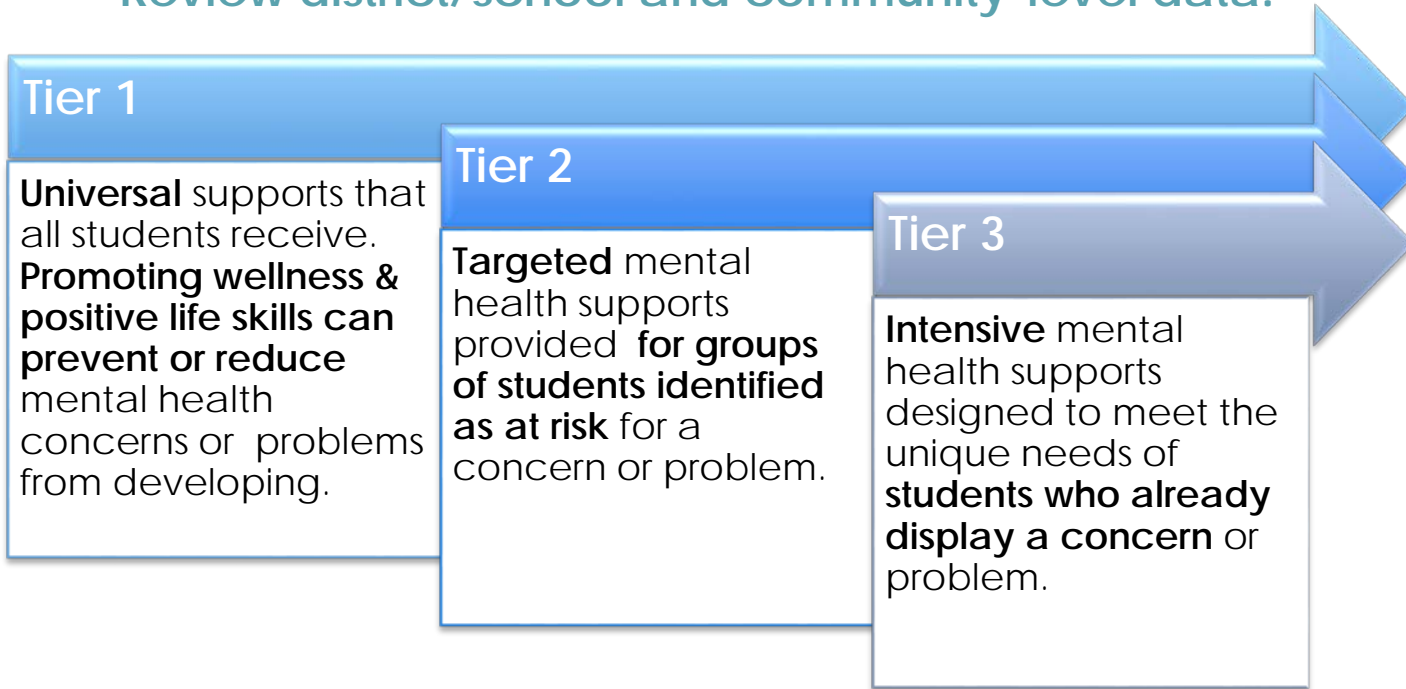 Review district/school and community-level data.
Tier 1
Universal supports that
all students receive.
Promoting wellness &
positive life skills can
prevent or reduce
mental health
concerns or problems
from developing.
Tier 2
Targeted mental
health supports
provided for groups
of students identified
as at risk for a
concern or problem.
Tier 3
Intensive mental
health supports
designed to meet the
unique needs of
students who already
display a concern or
problem.